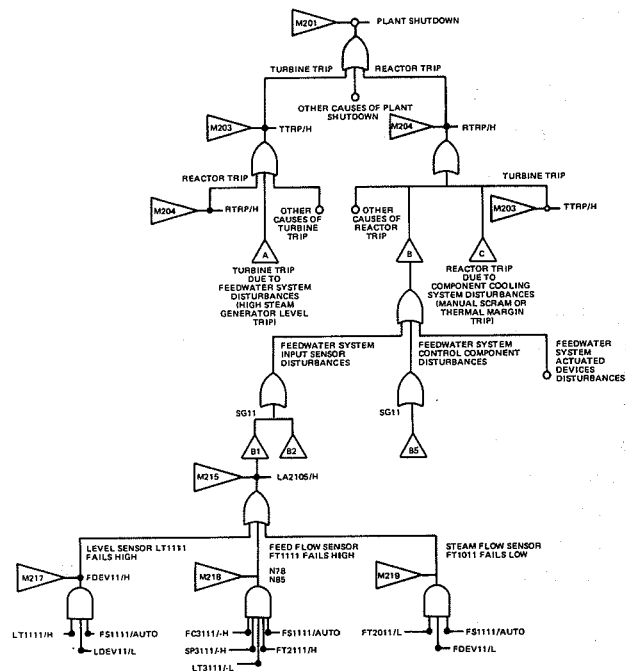 M201
PLANT SHUTDOWN
TURBINE TRIP
REACTOR TRIP
OTHER CAUSES OF PLANT
SHUTDOWN
M203
TTRP/H
M204
RTRP/H
REACTOR TRIP
TURBINE TRIP
M204
RTRP/H
OTHER
CAUSES OF
TURBINE
TRIP
OTHER
CAUSES OF
REACTOR
TRIP
M203
TTRP/H
A
B
C
TURBINE TRIP
DUE TO
FEEDWATER SYSTEM
DISTURBANCES
(HIGH STEAM
GENERATOR LEVEL
TRIP)
REACTOR TRIP
DUE TO
COMPONENT COOLING
SYSTEM DISTURBANCES
(MANUAL SCRAM OR
THERMAL MARGIN
TRIP)
FEEDWATER SYSTEM
INPUT SENSOR
DISTURBANCES
FEEDWATER SYSTEM
CONTROL COMPONENT
DISTURBANCES
FEEDWATER
SYSTEM
ACTUATED
DEVICES
DISTURBANCES
SG11
SG11
B1
B2
B5
M215
LA2105/H
LEVEL SENSOR LT1111
FAILS HIGH
FEED FLOW SENSOR
FT1111 FAILS HIGH
STEAM FLOW SENSOR
FT1011 FAILS LOW
M217
FDEV11/H
M218
N78
N85
M219
LT1111/H
FS1111/AUTO
LDEV11/L
FC3111/-H
FS1111/AUTO
SP3111/-H
FT2111/H
LT3111/-L
FT2011/L
FS1111/AUTO
FDEV11/L